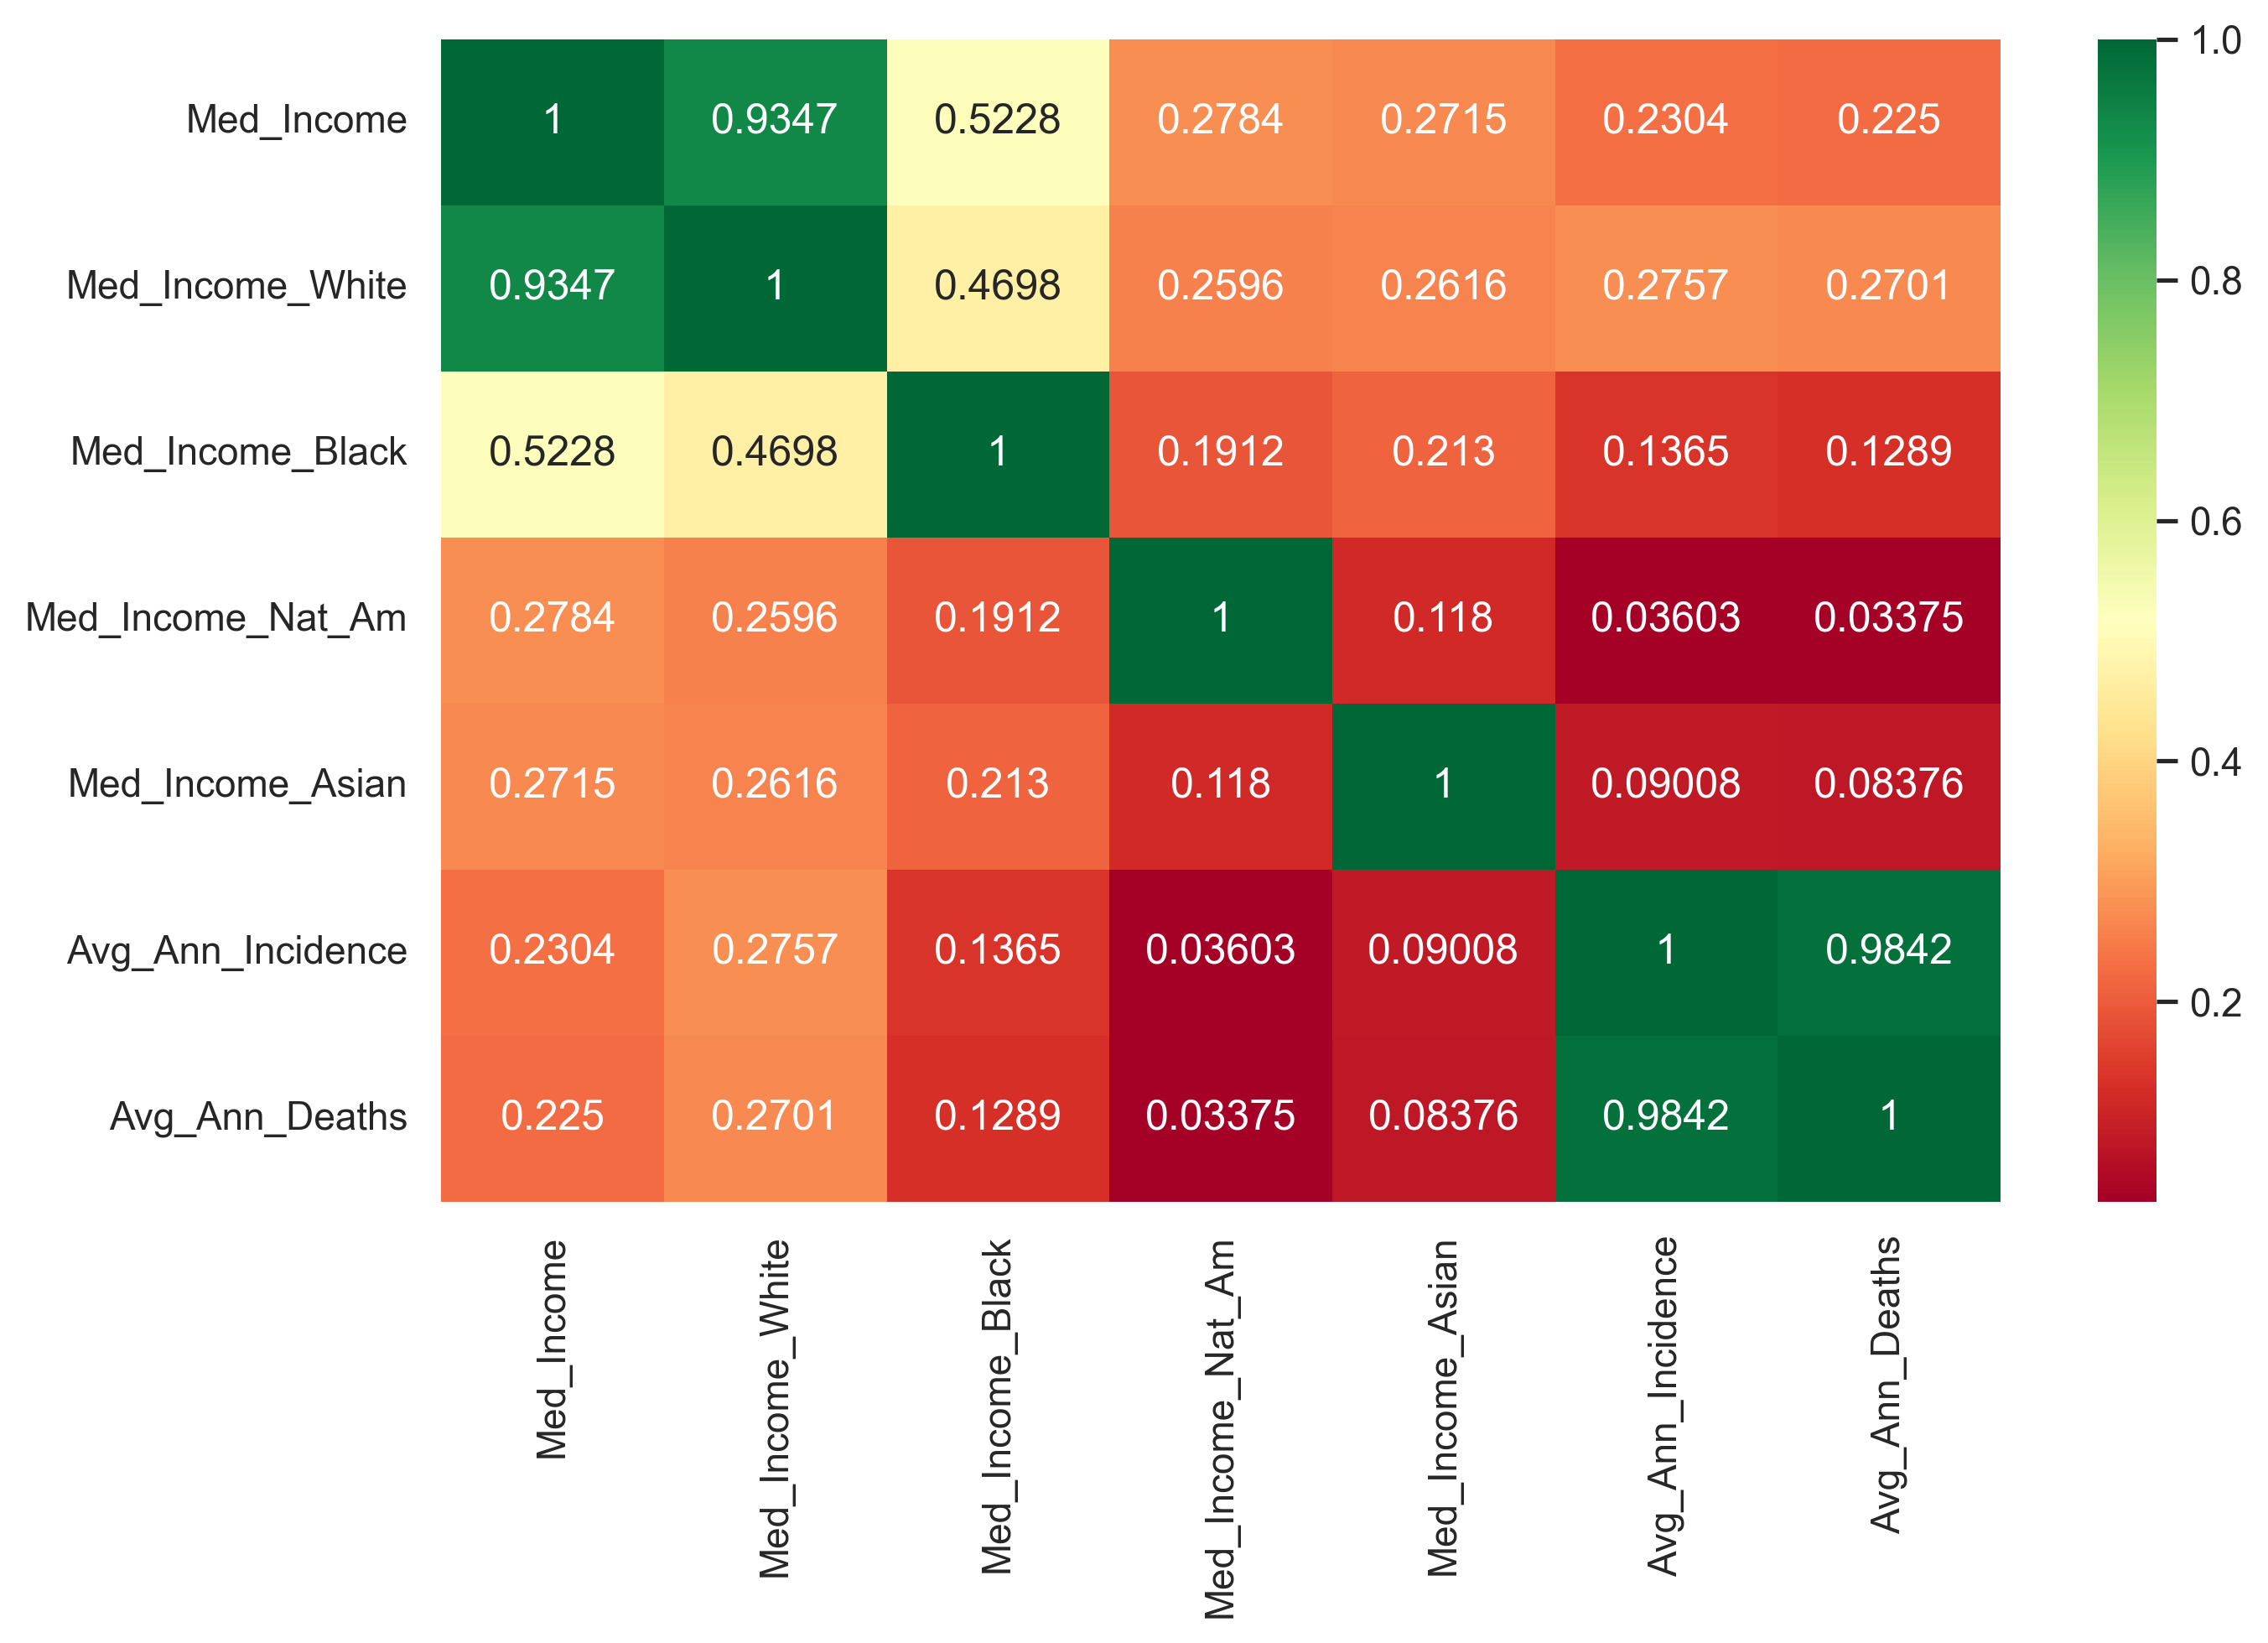 Med_Income 1 0.9347 0.5228 0.2784 0.2715 0.2304 0.225
Med_Income_White 0.9347 1 0.4698 0.2596 0.2616 0.2757 0.2701
Med_Income_Black 0.5228 0.4698 1 0.1912 0.213 0.1365 0.1289
Med_Income_Nat_Am 0.2784 0.2596 0.1912 1 0.118 0.03603 0.03375
Med_Income_Asian 0.2715 0.2616 0.213 0.118 1 0.09008 0.08376
Avg_Ann_Incidence 0.2304 0.2757 0.1365 0.03603 0.09008 1 0.9842
Avg_Ann_Deaths 0.225 0.2701 0.1289 0.03375 0.08376 0.9842 1
Med_Income
Med_Income_White
Med_Income_Black
Med_Income_Nat_Am
Med_Income_Asian
Avg_Ann_Incidence
Avg_Ann_Deaths
1.0
0.8
0.6
0.4
0.2